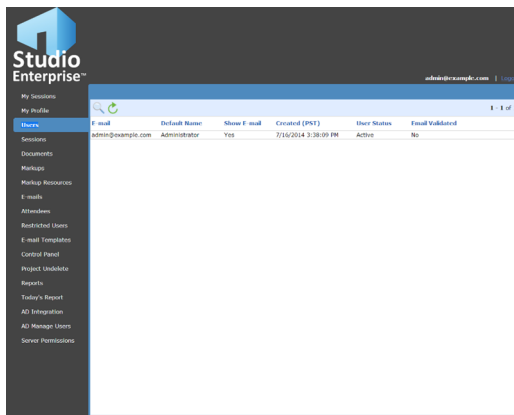 Studio
Enterprise™
admin@example.com |
My Sessions
My Profile
Users
Sessions
Documents
Markups
Markup Resources
E-mails
Attendees
Restricted Users
E-mail Templates
Control Panel
Project Undelete
Reports
Today's Report
AD Integration
AD Manage Users
Server Permissions
1 - 1 of
E-mail Default Name Show E-mail Created (PST) User Status Email Validated
admin@example.com Administrator Yes 7/16/2014 3:38:09 PM Active No